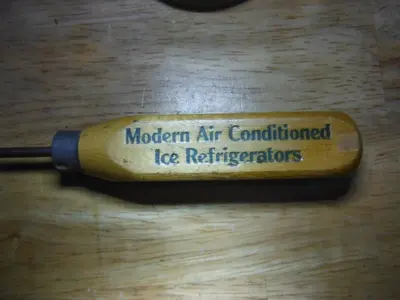 Modern Air Conditioned
Ice Refrigerators